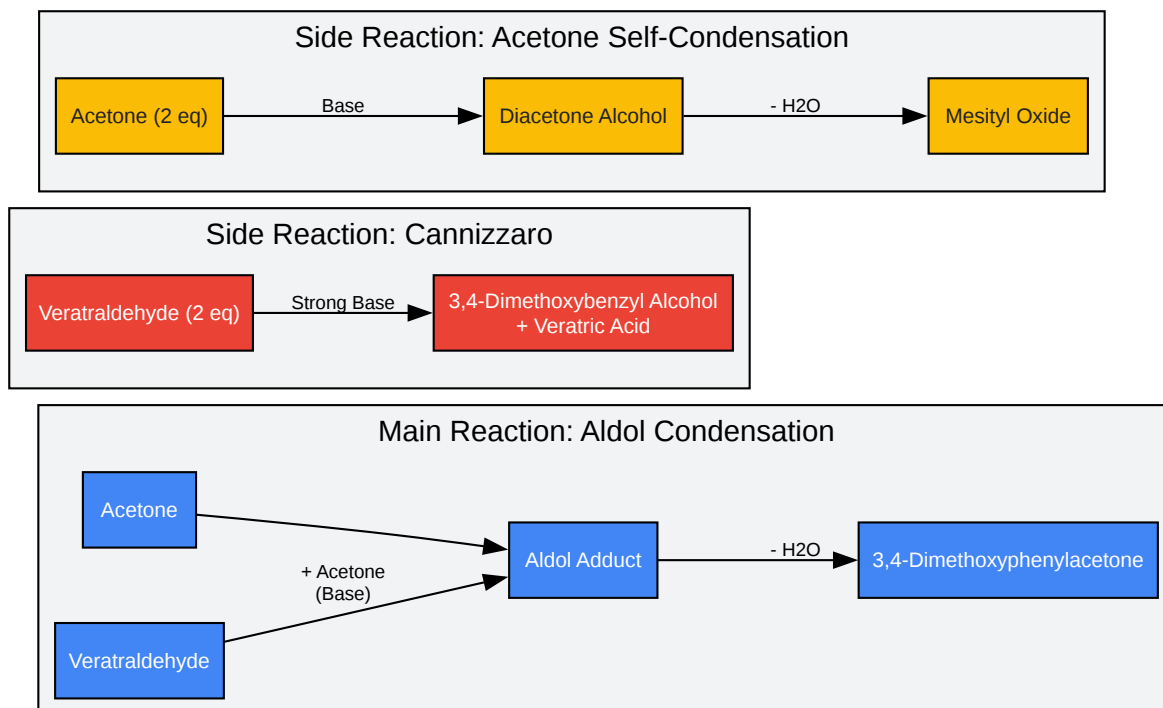 Side Reaction: Acetone Self-Condensation
Acetone (2 eq)
Base
Diacetone Alcohol
- H2O
Mesityl Oxide
Side Reaction: Cannizzaro
Veratraldehyde (2 eq)
Strong Base
3,4-Dimethoxybenzyl Alcohol
+ Veratric Acid
Main Reaction: Aldol Condensation
Acetone
+ Acetone
(Base)
Veratraldehyde
Aldol Adduct
- H2O
3,4-Dimethoxyphenylacetone